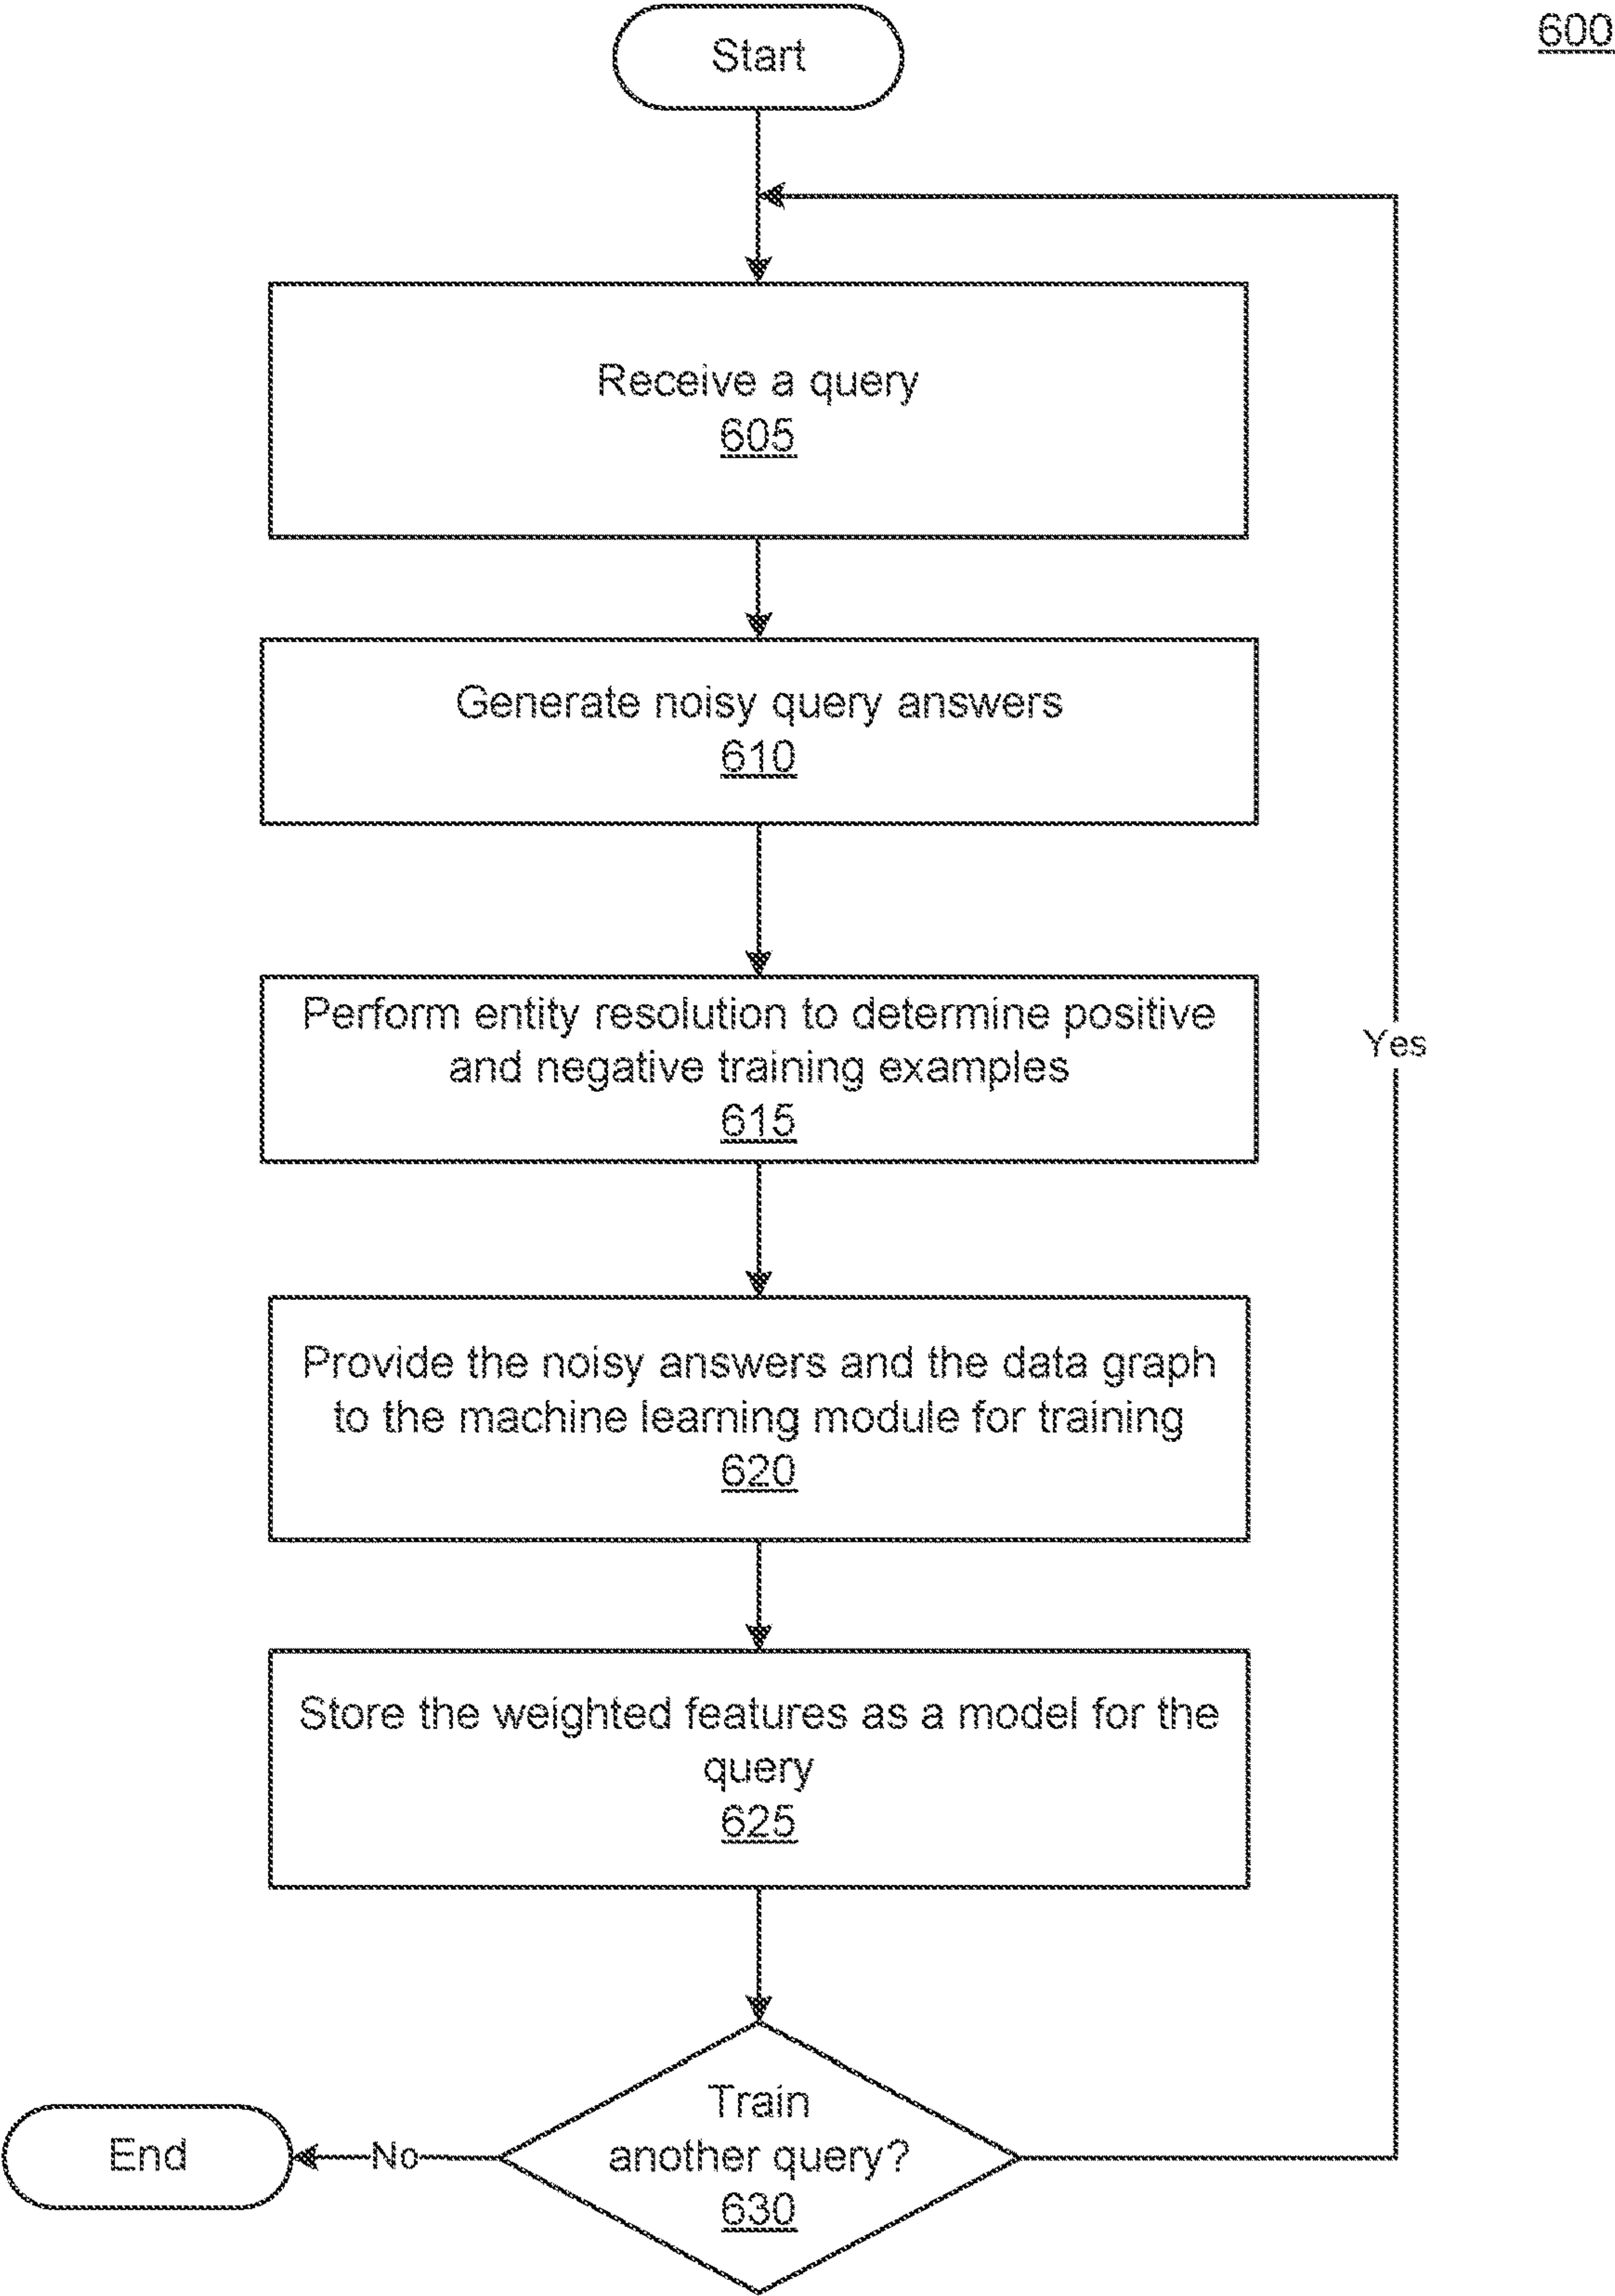 600
Start
Receive a query
605
Generate noisy query answers
610
Perform entity resolution to determine positive
and negative training examples
615
Yes
Provide the noisy answers and the data graph
to the machine learning module for training
620
Store the weighted features as a model for the
query
625
Train
another query?
630
No
End